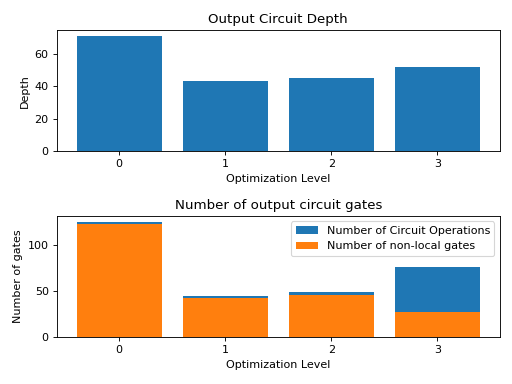 Output Circuit Depth
60
40
20
0
Depth
0 1 2 3
Optimization Level
Number of output circuit gates
100
50
0
Number of gates
Number of Circuit Operations
Number of non-local gates
0 1 2 3
Optimization Level